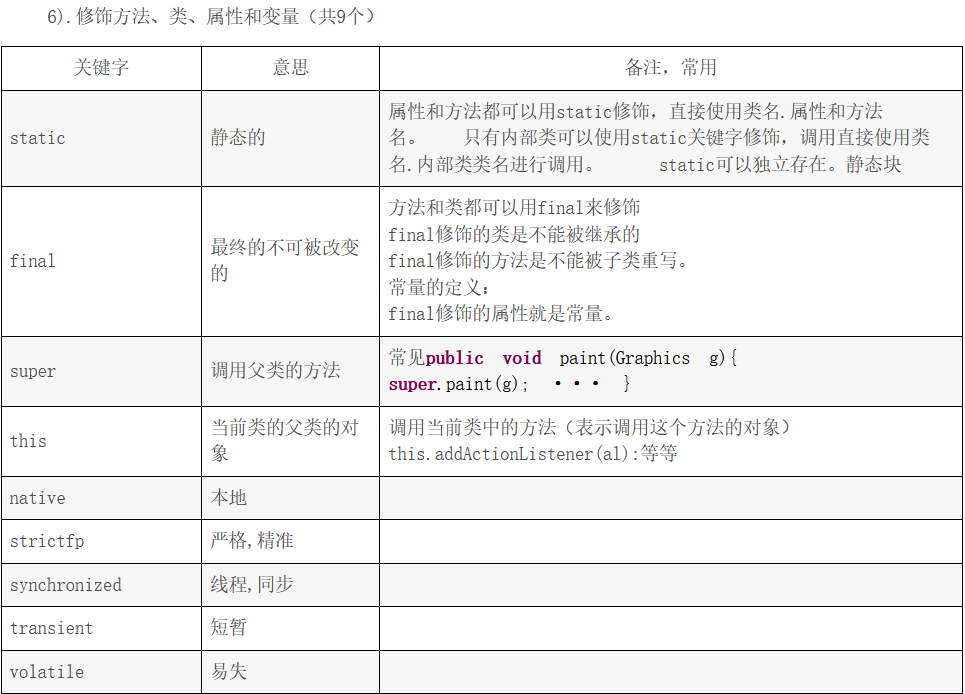 6).修饰方法、类、属性和变量（共9个）
关键字 意思 备注，常用
static 静态的 属性和方法都可以用static修饰，直接使用类名.属性和方法
名。 只有内部类可以使用static关键字修饰，调用直接使用类
名.内部类类名进行调用。 static可以独立存在。静态块
final 最终的不可被改变
的
方法和类都可以用final来修饰
final修饰的类是不能被继承的
final修饰的方法是不能被子类重写。
常量的定义：
final修饰的属性就是常量。
super 调用父类的方法 常见public void paint(Graphics g){
super.paint(g); ··· }
this 当前类的父类的对
象
调用当前类中的方法（表示调用这个方法的对象）
this.addActionListener(al):等等
native 本地
strictfp 严格,精准
synchronized 线程,同步
transient 短暂
volatile 易失